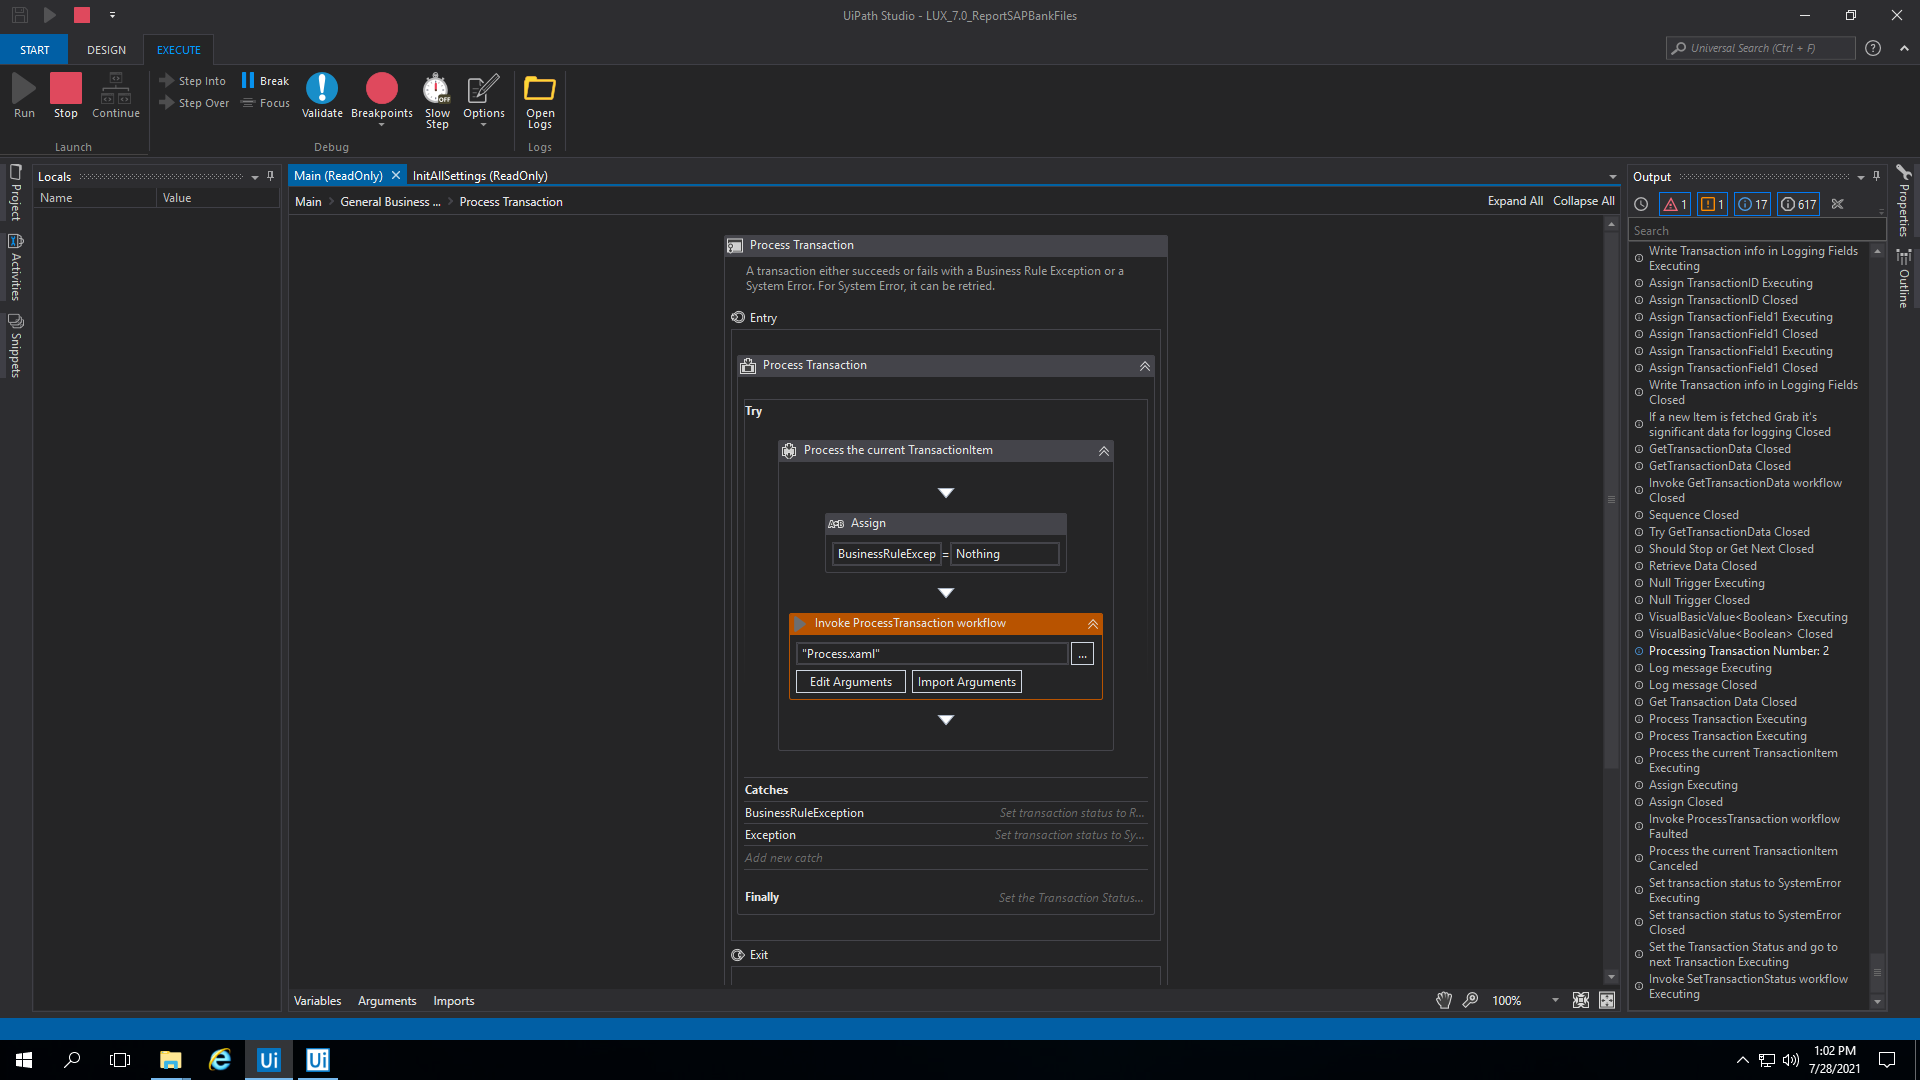 UiPath Studio - LUX_7.0_ReportSAPBankFiles
START
DESIGN
EXECUTE
Universal Search (Ctrl + F)
Run
Stop
Continue
Launch
Step Into
Step Over
Break
Focus
Validate
Breakpoints
OFF
Slow
Step
Options
Debug
Open
Logs
Logs
Project
Activities
Snippets
Locals
Name
Value
Main (ReadOnly)
InitAllSettings (ReadOnly)
Main
General Business ...
Process Transaction
Expand All
Collapse All
Process Transaction
A transaction either succeeds or fails with a Business Rule Exception or a
System Error. For System Error, it can be retried.
Entry
Process Transaction
Try
Process the current TransactionItem
A+B Assign
BusinessRuleExcep = Nothing
Invoke ProcessTransaction workflow
"Process.xaml"
...
Edit Arguments
Import Arguments
Catches
BusinessRuleException
Set transaction status to R...
Exception
Set transaction status to Sy...
Add new catch
Finally
Set the Transaction Status...
Exit
Variables
Arguments
Imports
100%
Output
1
1
17
617
Search
Write Transaction info in Logging Fields
Executing
Assign TransactionID Executing
Assign TransactionID Closed
Assign TransactionField1 Executing
Assign TransactionField1 Closed
Assign TransactionField1 Executing
Assign TransactionField1 Closed
Write Transaction info in Logging Fields
Closed
If a new Item is fetched Grab it's
significant data for logging Closed
GetTransactionData Closed
GetTransactionData Closed
Invoke GetTransactionData workflow
Closed
Sequence Closed
Try GetTransactionData Closed
Should Stop or Get Next Closed
Retrieve Data Closed
Null Trigger Executing
Null Trigger Closed
VisualBasicValue<Boolean> Executing
VisualBasicValue<Boolean> Closed
Processing Transaction Number: 2
Log message Executing
Log message Closed
Get Transaction Data Closed
Process Transaction Executing
Process Transaction Executing
Process the current TransactionItem
Executing
Assign Executing
Assign Closed
Invoke ProcessTransaction workflow
Faulted
Process the current TransactionItem
Canceled
Set transaction status to SystemError
Executing
Set transaction status to SystemError
Closed
Set the Transaction Status and go to
next Transaction Executing
Invoke SetTransactionStatus workflow
Executing
Properties
Outline
Ui
Ui
1:02 PM
7/28/2021